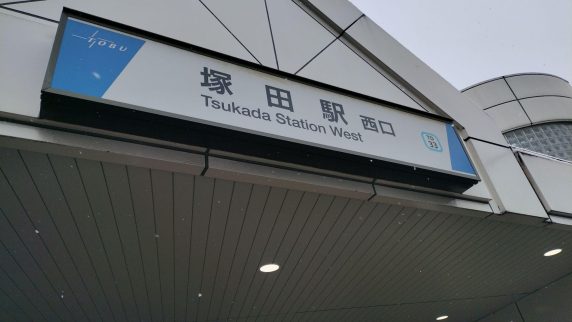 TOBU
塚田駅 西口
Tsukada Station West
TD
33